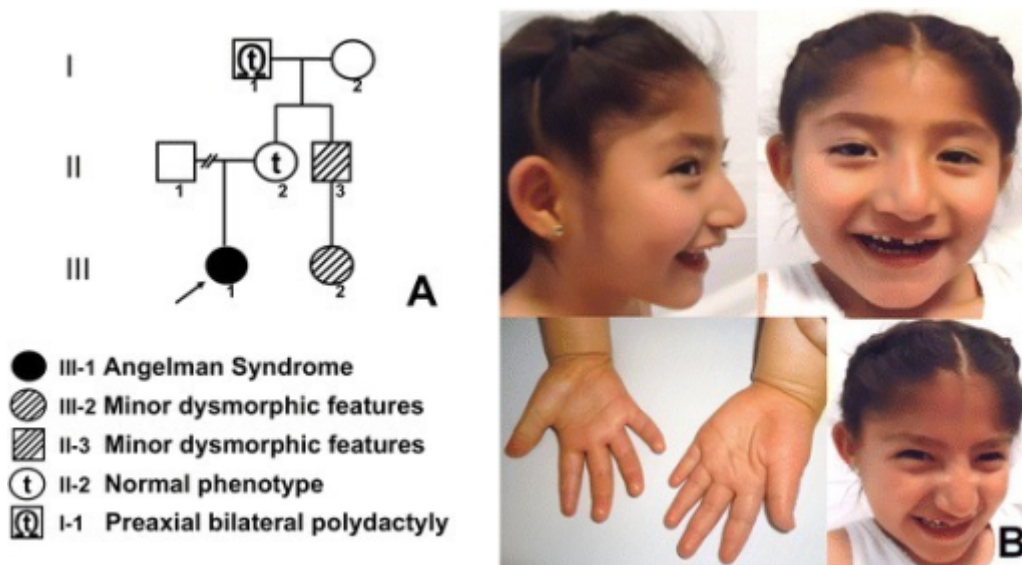 I
t
1
2
II
1
t
2
3
III
1
2
A
III-1 Angelman Syndrome
III-2 Minor dysmorphic features
II-3 Minor dysmorphic features
t II-2 Normal phenotype
t I-1 Preaxial bilateral polydactyly
B